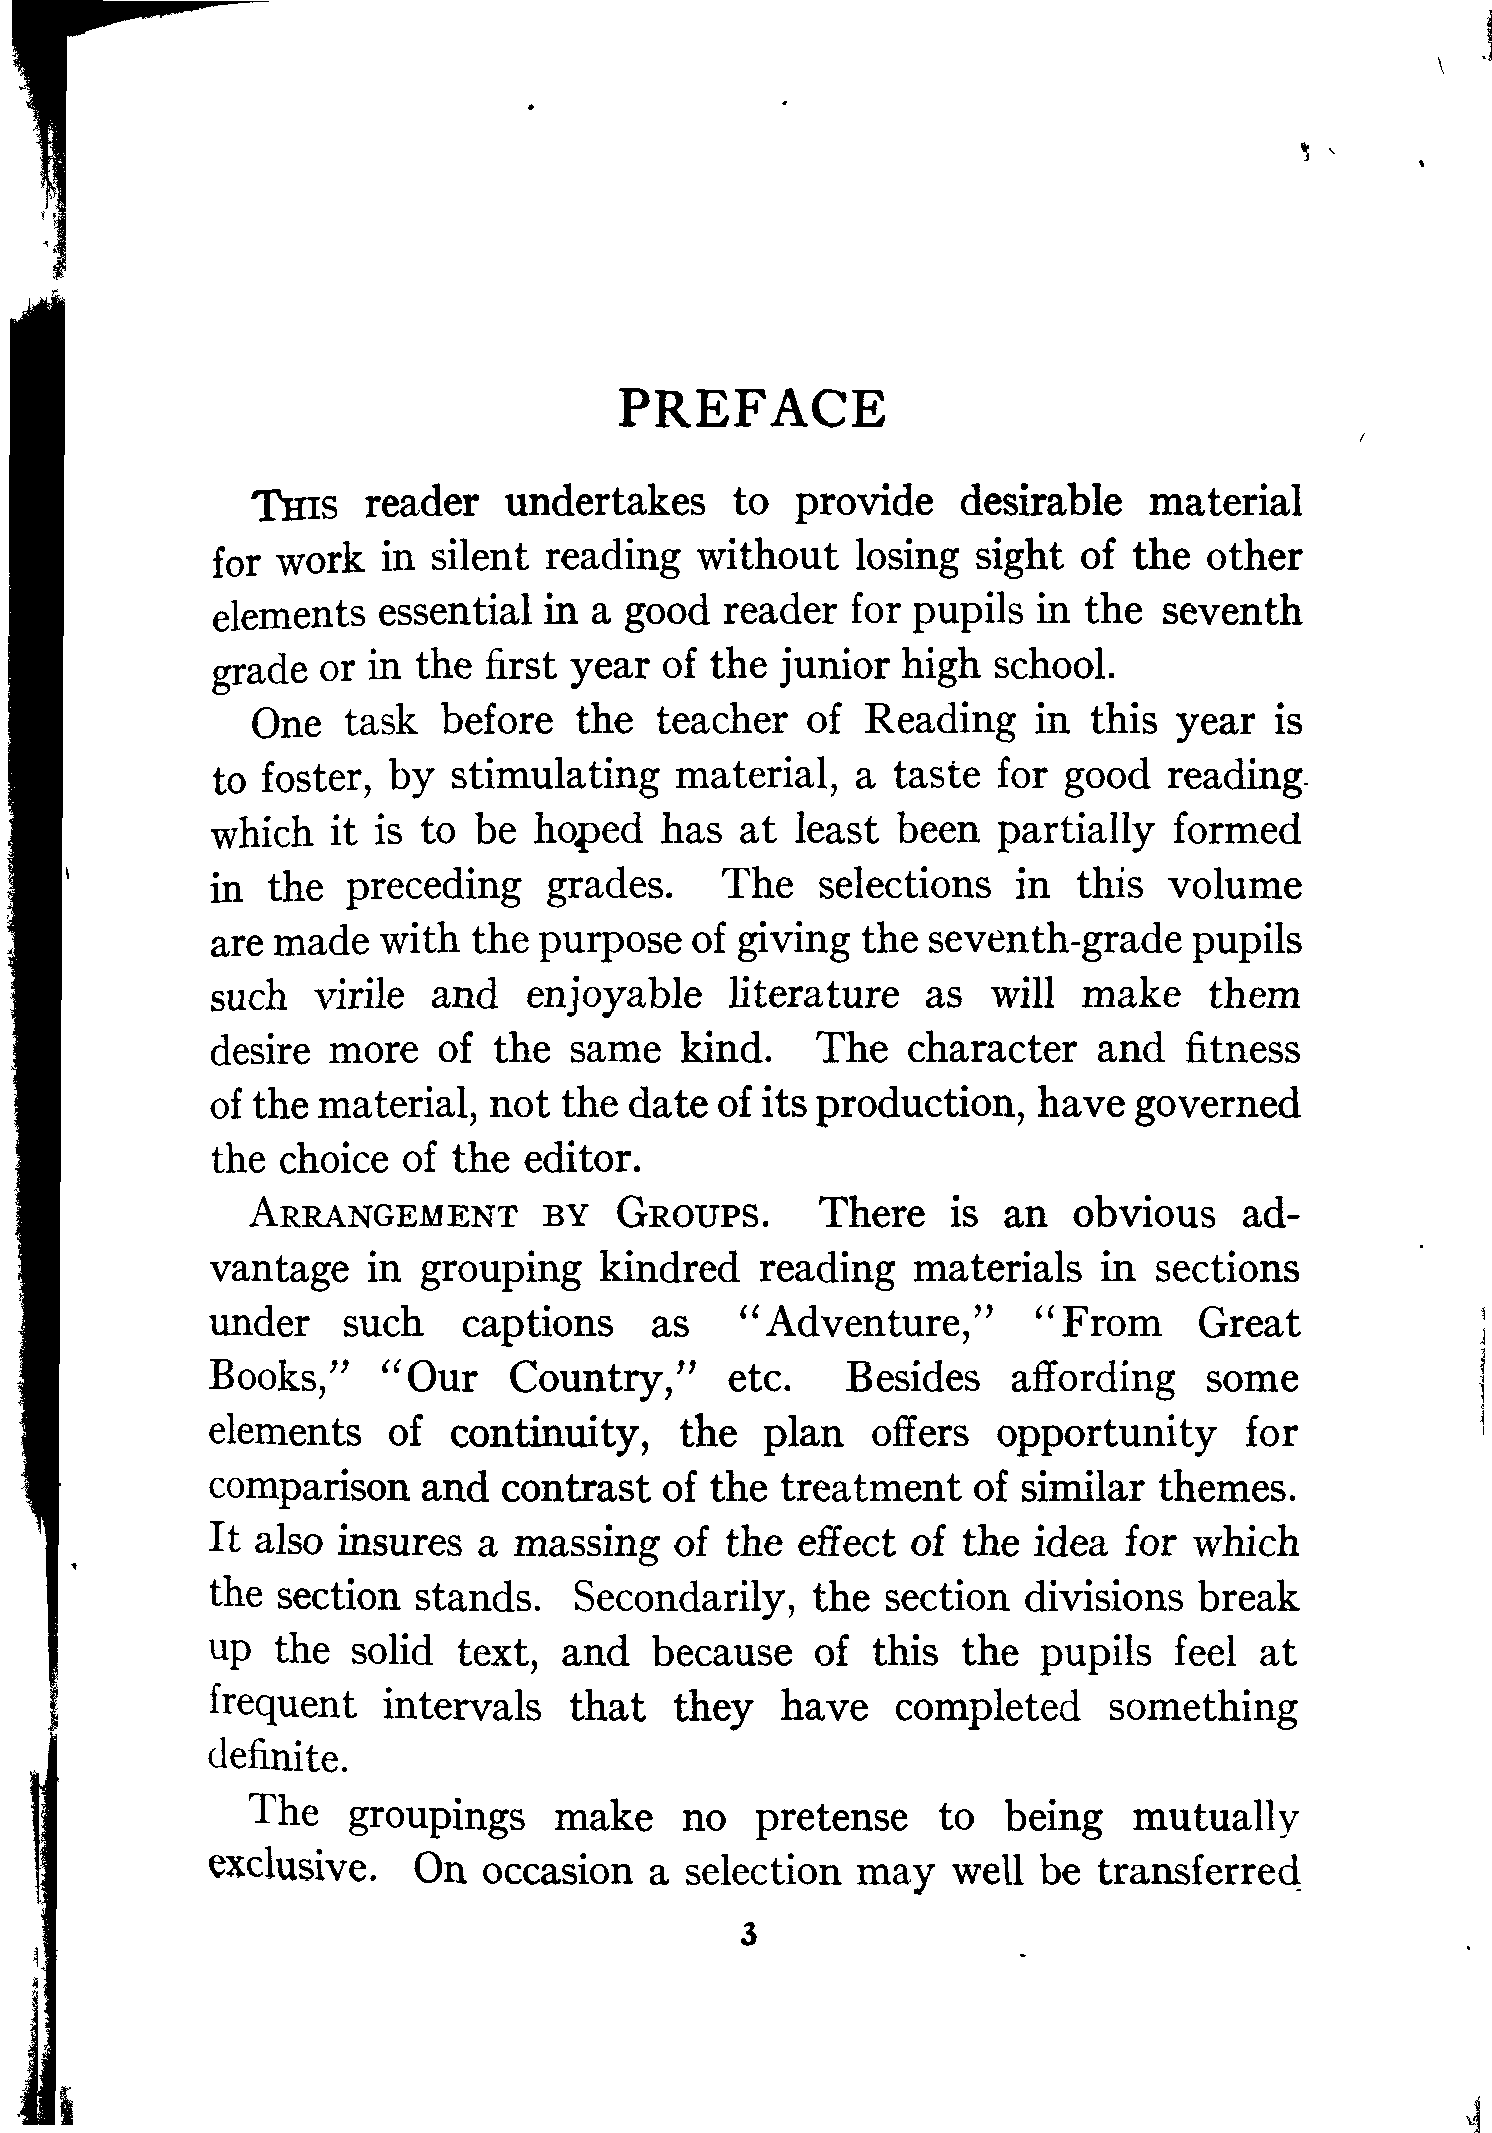 PREFACE
THIS reader undertakes to provide desirable material
for work in silent reading without losing sight of the other
elements essential in a good reader for pupils in the seventh
grade or in the first year of the junior high school.
One task before the teacher of Reading in this year is
to foster, by stimulating material, a taste for good reading
which it is to be hoped has at least been partially formed
in the preceding grades. The selections in this volume
are made with the purpose of giving the seventh-grade pupils
such virile and enjoyable literature as will make them
desire more of the same kind. The character and fitness
of the material, not the date of its production, have governed
the choice of the editor.
ARRANGEMENT BY GROUPS. There is an obvious ad-
vantage in grouping kindred reading materials in sections
under such captions as "Adventure," "From Great
Books," "Our Country," etc. Besides affording some
elements of continuity, the plan offers opportunity for
comparison and contrast of the treatment of similar themes.
It also insures a massing of the effect of the idea for which
the section stands. Secondarily, the section divisions break
up the solid text, and because of this the pupils feel at
frequent intervals that they have completed something
definite.
The groupings make no pretense to being mutually
exclusive. On occasion a selection may well be transferred
3